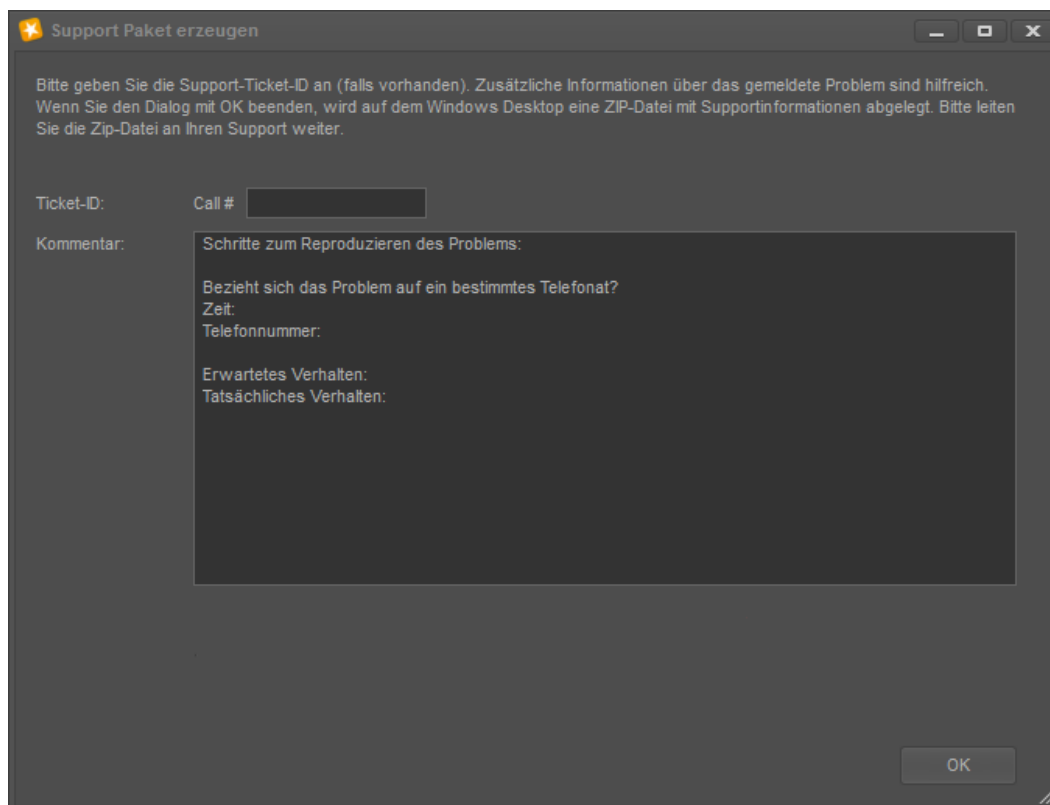 Support Paket erzeugen
Bitte geben Sie die Support-Ticket-ID an (falls vorhanden). Zusätzliche Informationen über das gemeldete Problem sind hilfreich.
Wenn Sie den Dialog mit OK beenden, wird auf dem Windows Desktop eine ZIP-Datei mit Supportinformationen abgelegt. Bitte leiten
Sie die Zip-Datei an Ihren Support weiter.
Ticket-ID: Call #
Kommentar:
Schritte zum Reproduzieren des Problems:
Bezieht sich das Problem auf ein bestimmtes Telefonat?
Zeit:
Telefonnummer:
Erwartetes Verhalten:
Tatsächliches Verhalten:
OK